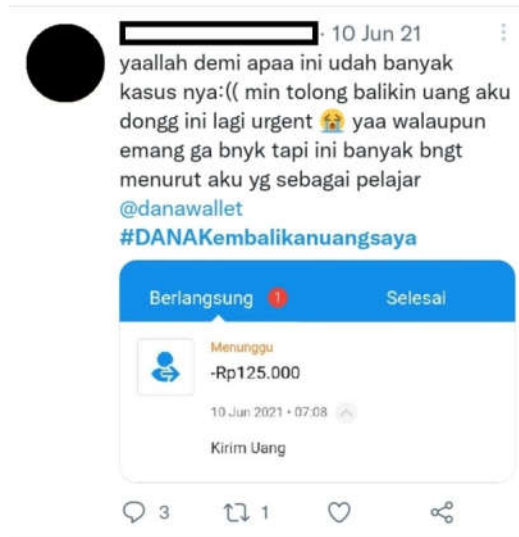 · 10 Jun 21
yaallah demi apaa ini udah banyak
kasus nya:(( min tolong balikin uang aku
dongg ini lagi urgent 😭 yaa walaupun
emang ga bnyk tapi ini banyak bngt
menurut aku yg sebagai pelajar
@danawallet
#DANAKembalikanuangsaya
Berlangsung 1 Selesai
Menunggu
-Rp125.000
10 Jun 2021 • 07:08
Kirim Uang
3 1